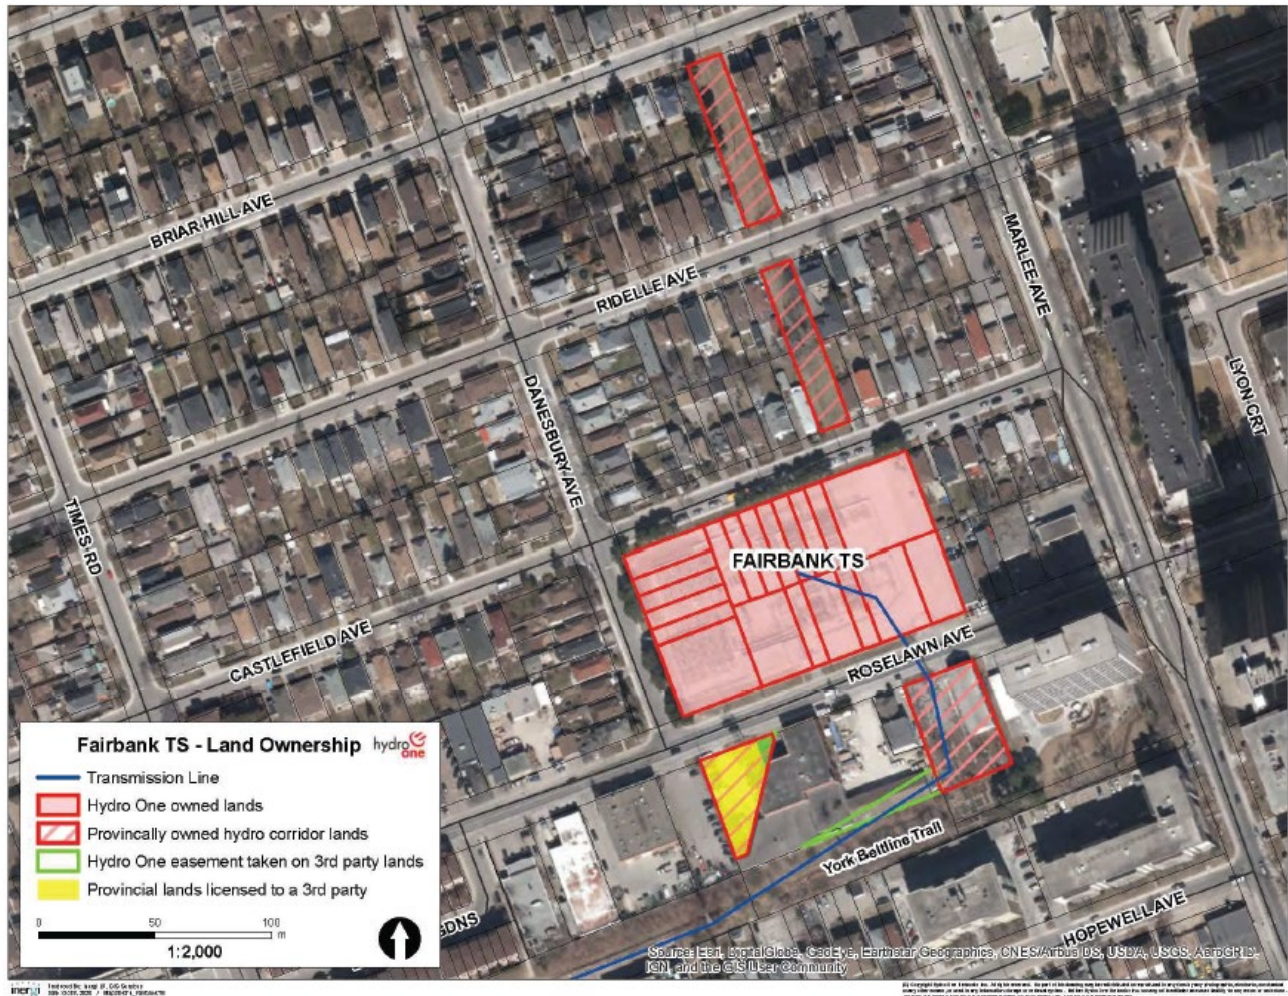 BRIAR HILL AVE
RIDELLE AVE
MARLEE AVE
LYON CRT
DANESBURY AVE
TIMES RD
CASTLEFIELD AVE
FAIRBANK TS
ROSELAWN AVE
York Beltline Trail
HOPEWELL AVE
GDNS
Fairbank TS - Land Ownership
hydro
one
Transmission Line
Hydro One owned lands
Provincally owned hydro corridor lands
Hydro One easement taken on 3rd party lands
Provincial lands licensed to a 3rd party
0 50 100
m
1:2,000
Source: Esri, DigitalGlobe, GeoEye, Earthstar Geographics, CNES/Airbus DS, USDA, USGS, AeroGRID,
IGN, and the GIS User Community
inergi